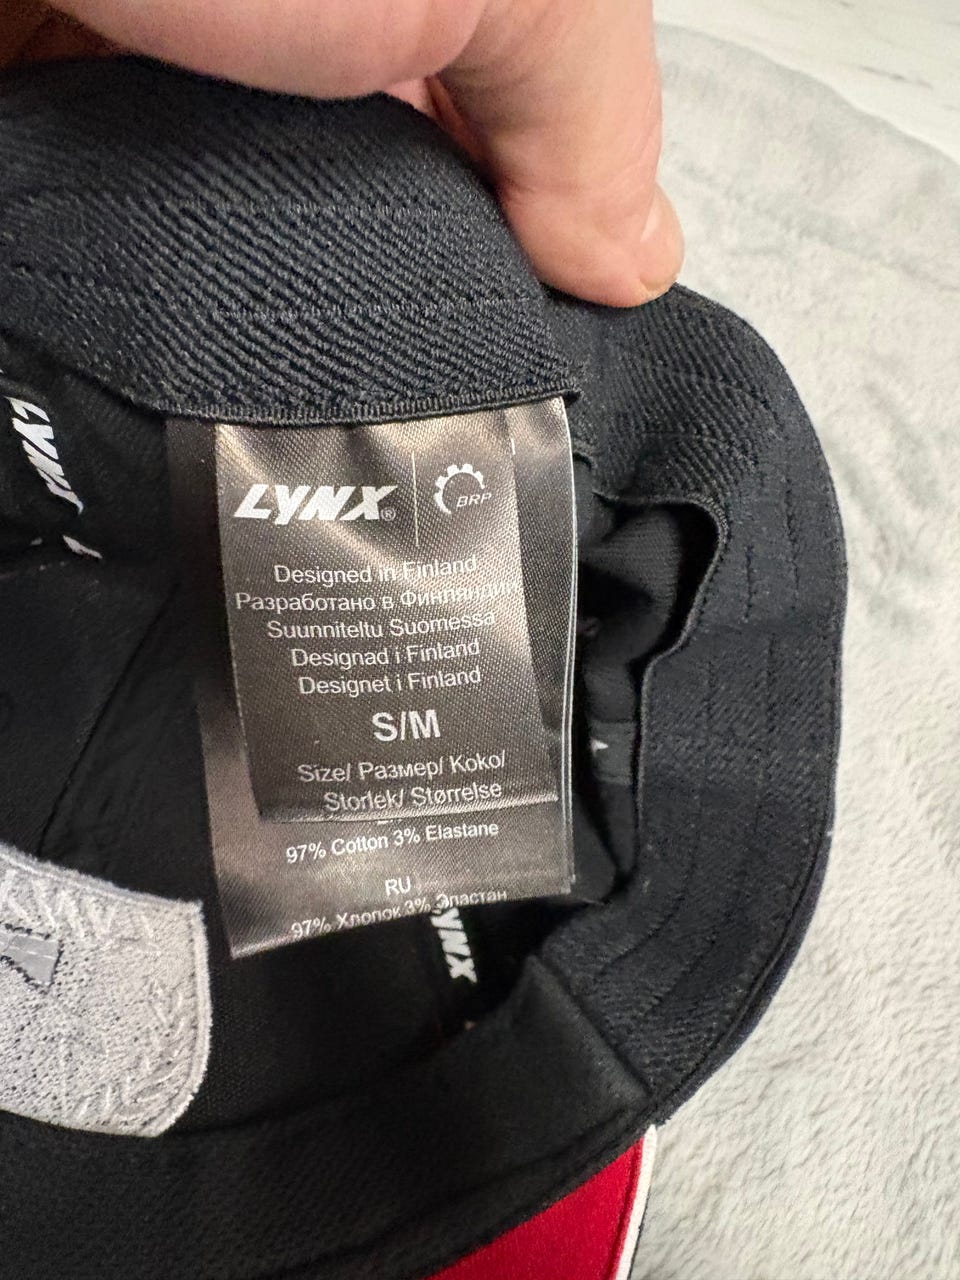 LYNX® BRP
Designed in Finland
Разработано в Финляндии
Suunniteltu Suomessa
Designad i Finland
Designet i Finland
S/M
Size/ Размер/ Koko/
Storlek/ Størrelse
97% Cotton 3% Elastane
RU
97% Хлопок 3% Эластан
LYNX
LYNX